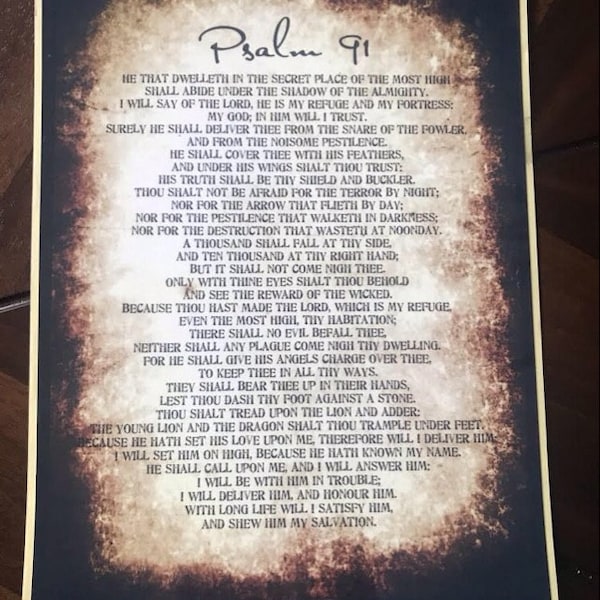 Psalm 91
HE THAT DWELLETH IN THE SECRET PLACE OF THE MOST HIGH
SHALL ABIDE UNDER THE SHADOW OF THE ALMIGHTY.
I WILL SAY OF THE LORD, HE IS MY REFUGE AND MY FORTRESS:
MY GOD; IN HIM WILL I TRUST.
SURELY HE SHALL DELIVER THEE FROM THE SNARE OF THE FOWLER,
AND FROM THE NOISOME PESTILENCE.
HE SHALL COVER THEE WITH HIS FEATHERS,
AND UNDER HIS WINGS SHALT THOU TRUST:
HIS TRUTH SHALL BE THY SHIELD AND BUCKLER.
THOU SHALT NOT BE AFRAID FOR THE TERROR BY NIGHT;
NOR FOR THE ARROW THAT FLIETH BY DAY;
NOR FOR THE PESTILENCE THAT WALKETH IN DARKNESS;
NOR FOR THE DESTRUCTION THAT WASTETH AT NOONDAY.
A THOUSAND SHALL FALL AT THY SIDE,
AND TEN THOUSAND AT THY RIGHT HAND;
BUT IT SHALL NOT COME NIGH THEE.
ONLY WITH THINE EYES SHALT THOU BEHOLD
AND SEE THE REWARD OF THE WICKED.
BECAUSE THOU HAST MADE THE LORD, WHICH IS MY REFUGE,
EVEN THE MOST HIGH, THY HABITATION;
THERE SHALL NO EVIL BEFALL THEE,
NEITHER SHALL ANY PLAGUE COME NIGH THY DWELLING.
FOR HE SHALL GIVE HIS ANGELS CHARGE OVER THEE,
TO KEEP THEE IN ALL THY WAYS.
THEY SHALL BEAR THEE UP IN THEIR HANDS,
LEST THOU DASH THY FOOT AGAINST A STONE.
THOU SHALT TREAD UPON THE LION AND ADDER:
THE YOUNG LION AND THE DRAGON SHALT THOU TRAMPLE UNDER FEET.
BECAUSE HE HATH SET HIS LOVE UPON ME, THEREFORE WILL I DELIVER HIM:
I WILL SET HIM ON HIGH, BECAUSE HE HATH KNOWN MY NAME.
HE SHALL CALL UPON ME, AND I WILL ANSWER HIM:
I WILL BE WITH HIM IN TROUBLE;
I WILL DELIVER HIM, AND HONOUR HIM.
WITH LONG LIFE WILL I SATISFY HIM,
AND SHEW HIM MY SALVATION.